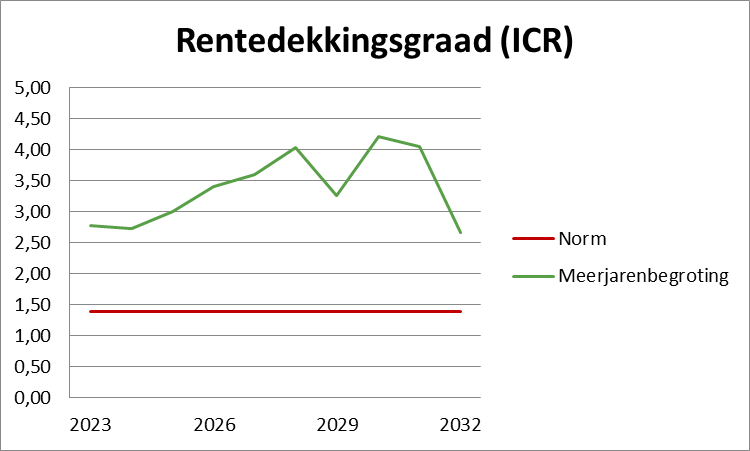 Rentedekkingsgraad (ICR)
5,00
4,50
4,00
3,50
3,00
2,50
2,00
1,50
1,00
0,50
0,00
2023 2026 2029 2032
Norm
Meerjarenbegroting